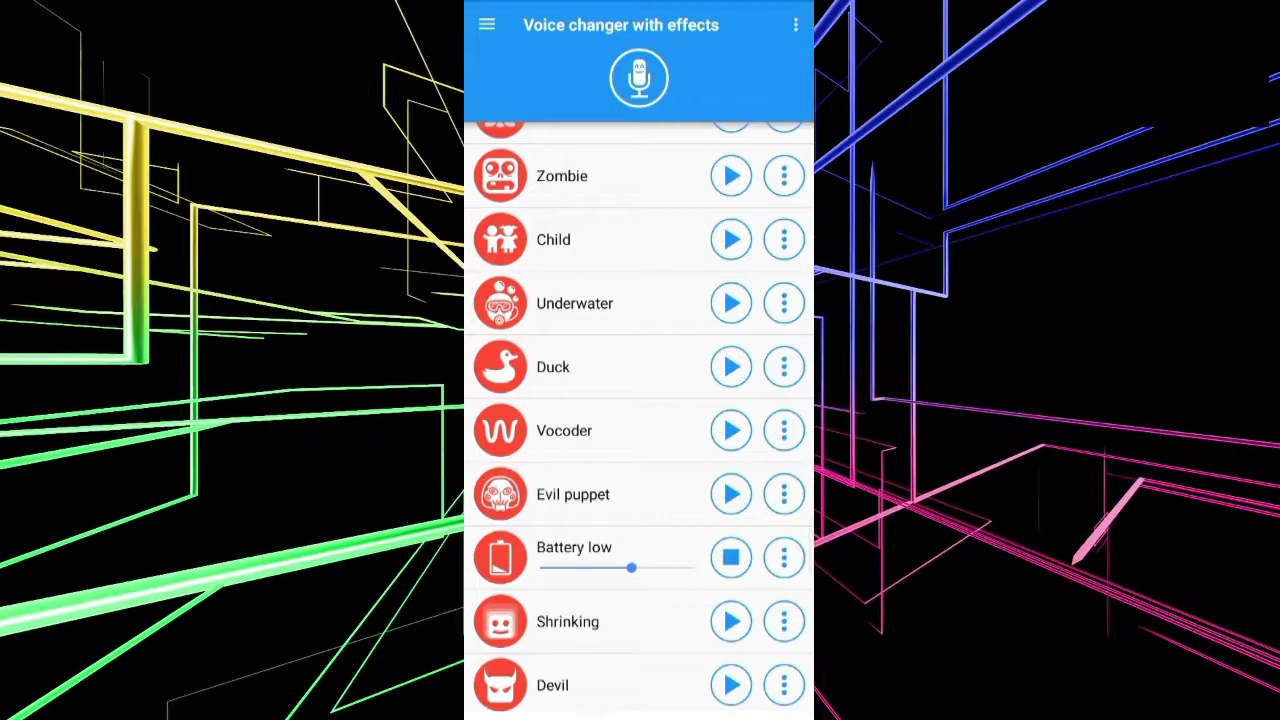 Voice changer with effects
Zombie
Child
Underwater
Duck
Vocoder
Evil puppet
Battery low
Shrinking
Devil